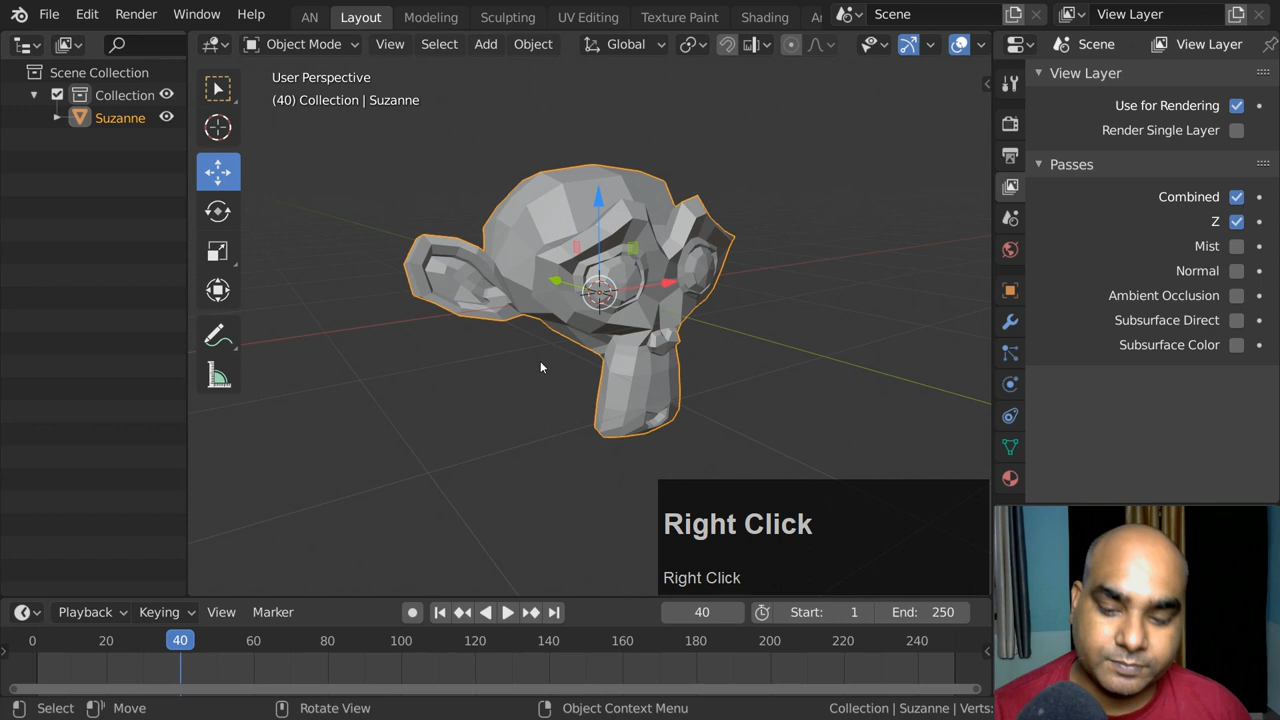 File Edit Render Window Help AN Layout Modeling Sculpting UV Editing Texture Paint Shading Scene View Layer
Object Mode View Select Add Object Global Scene View Layer
Scene Collection
Collection
Suzanne
User Perspective
(40) Collection | Suzanne
View Layer
Use for Rendering
Render Single Layer
Passes
Combined
Z
Mist
Normal
Ambient Occlusion
Subsurface Direct
Subsurface Color
Right Click
Right Click
Playback Keying View Marker 40 Start: 1 End: 250
0 20 40 60 80 100 120 140 160 180 200 220 240
Select Move Rotate View Object Context Menu Collection | Suzanne | Verts: